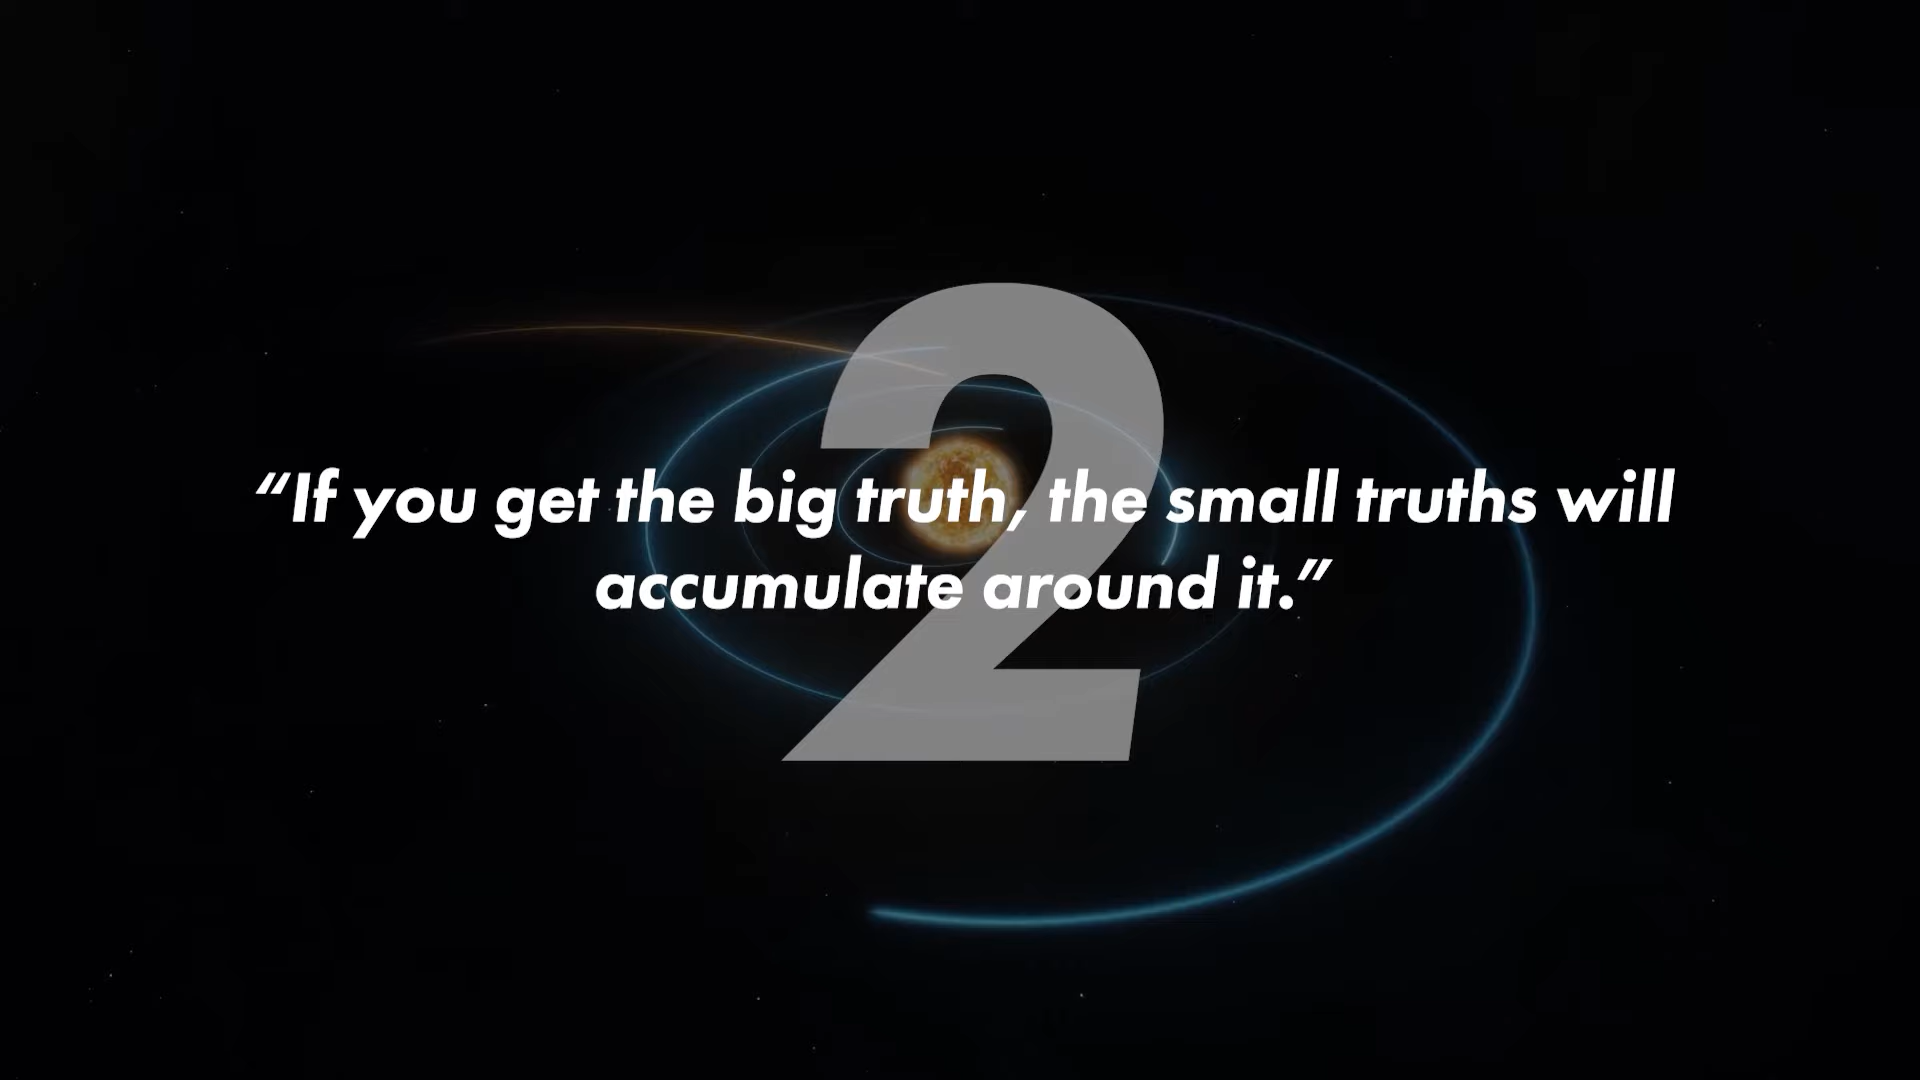 2
“If you get the big truth, the small truths will
accumulate around it.”